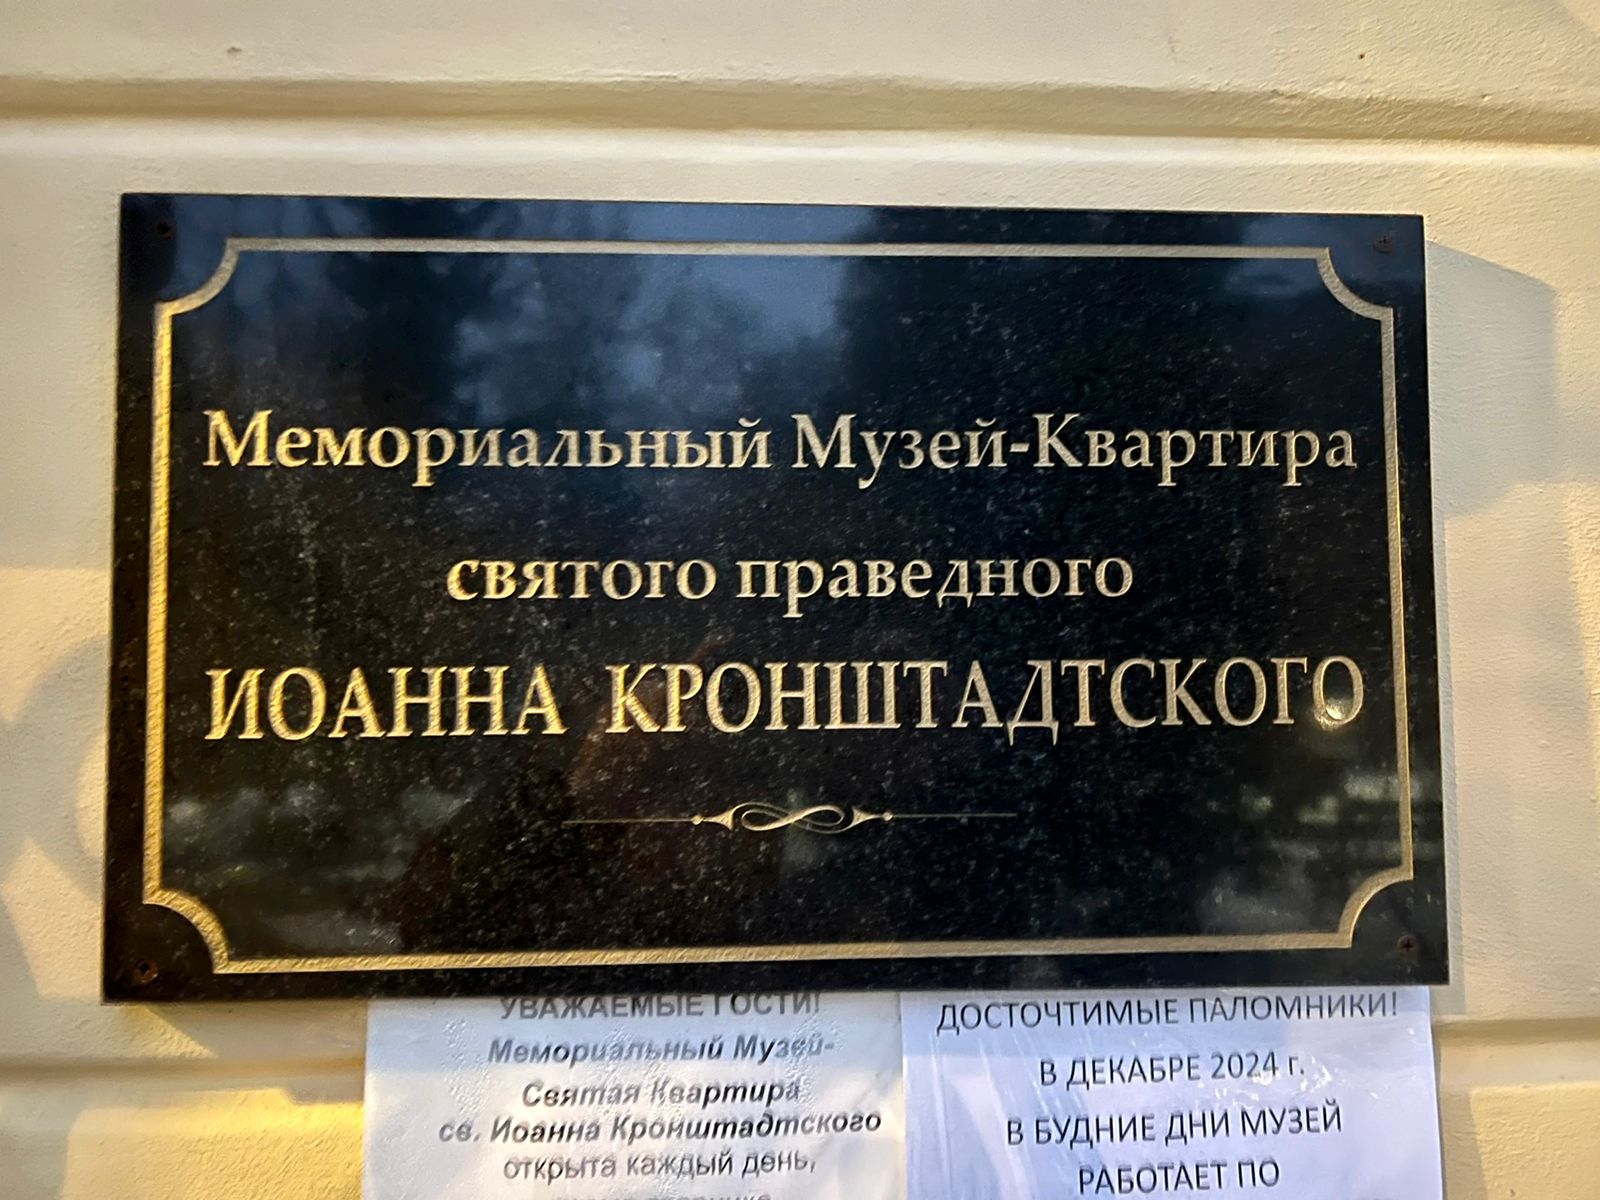 Мемориальный Музей-Квартира
святого праведного
ИОАННА КРОНШТАДТСКОГО
УВАЖАЕМЫЕ ГОСТИ!
Мемориальный Музей-
Святая Квартира
св. Иоанна Кронштадтского
открыта каждый день,
ДОСТОЧТИМЫЕ ПАЛОМНИКИ!
В ДЕКАБРЕ 2024 г.
В БУДНИЕ ДНИ МУЗЕЙ
РАБОТАЕТ ПО